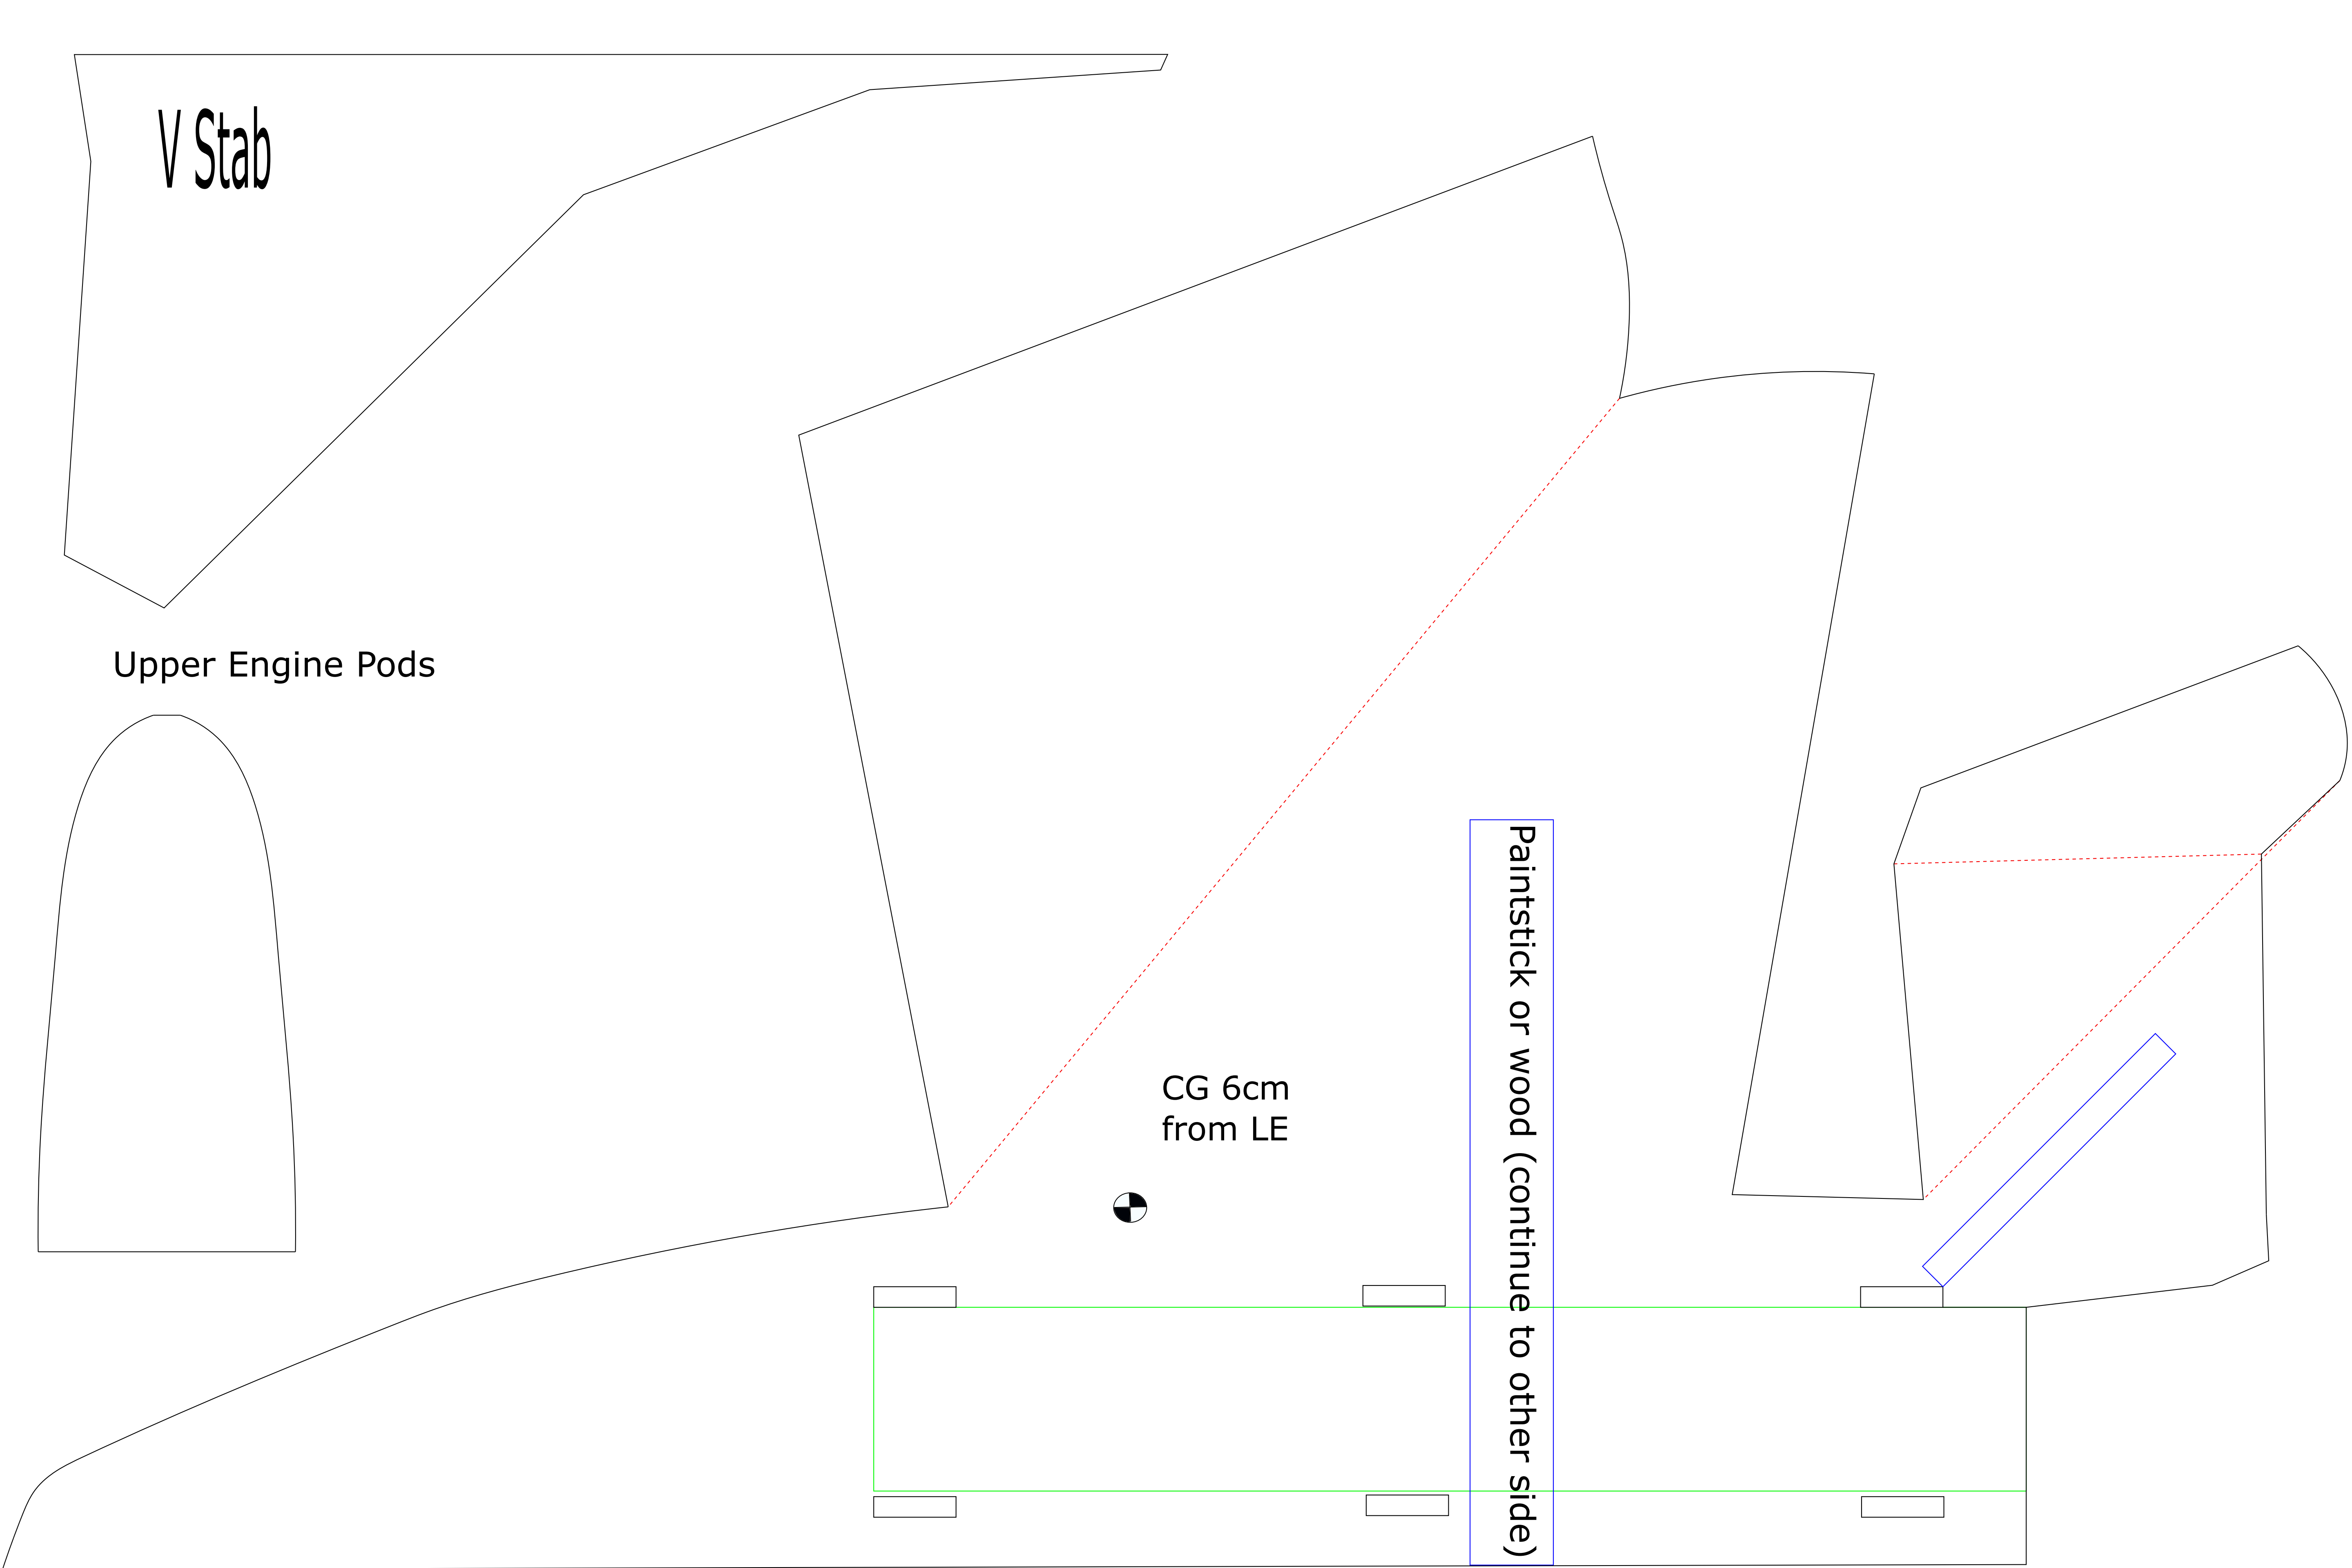 V Stab
Upper Engine Pods
CG 6cm
from LE
Paintstick or wood (continue to other side)